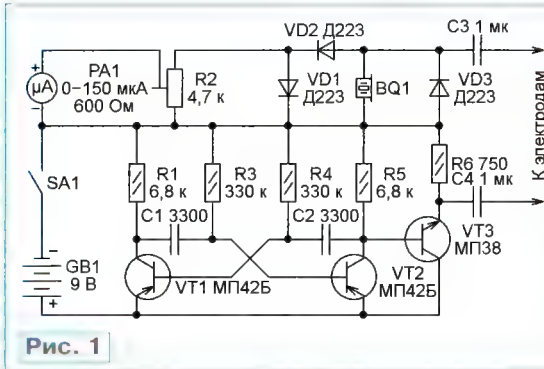 VD2 Д223
C3 1 мк
+
µA
−
PA1
0–150 мкА
600 Ом
R2
4,7 к
VD1
Д223
BQ1
VD3
Д223
К электродам
SA1
R1
6,8 к
R3
330 к
R4
330 к
R5
6,8 к
R6 750
C4 1 мк
C1 3300
C2 3300
VT3
МП38
−
GB1
9 В
+
VT1 МП42Б
VT2
МП42Б
Рис. 1